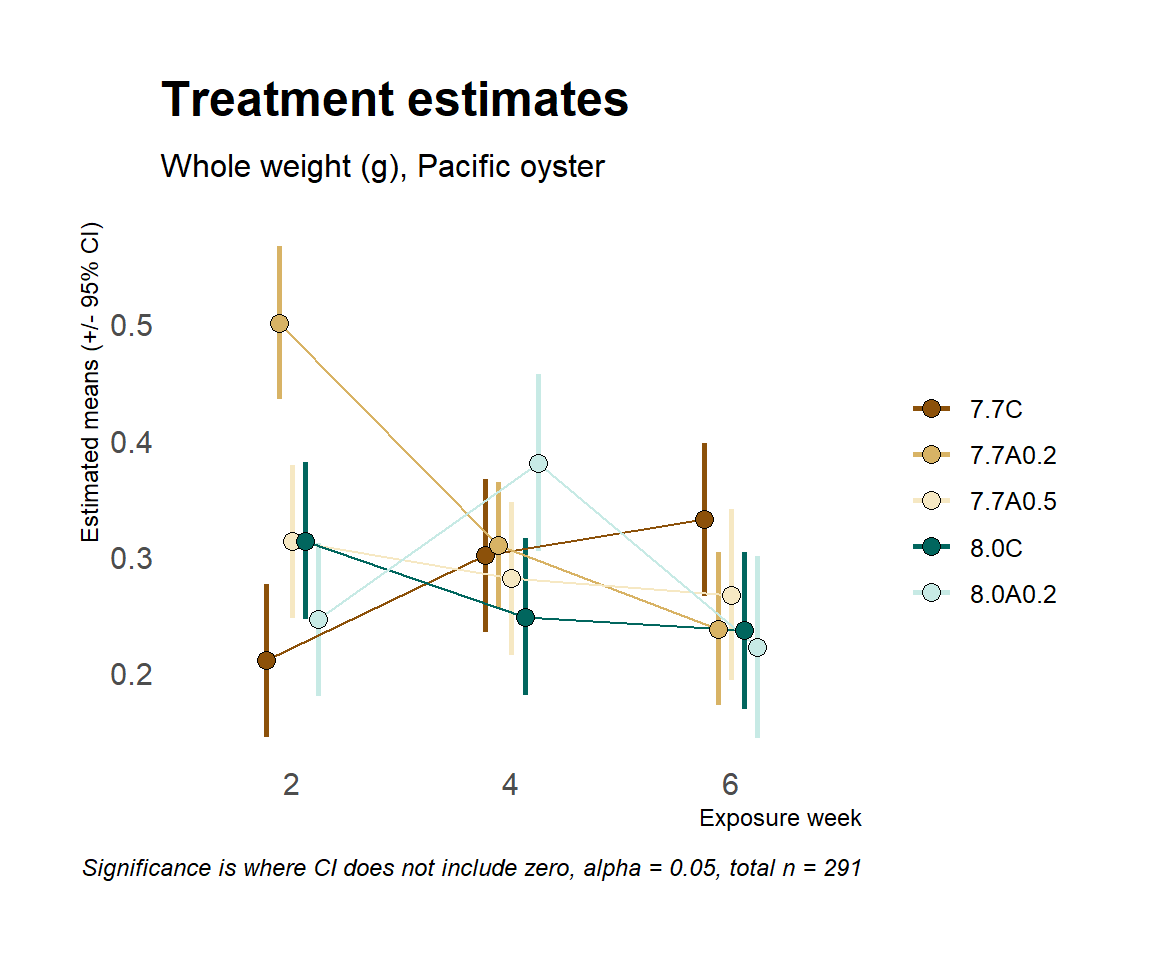 Treatment estimates
Whole weight (g), Pacific oyster
Estimated means (+/- 95% CI)
0.5
0.4
0.3
0.2
2 4 6
Exposure week
7.7C
7.7A0.2
7.7A0.5
8.0C
8.0A0.2
Significance is where CI does not include zero, alpha = 0.05, total n = 291